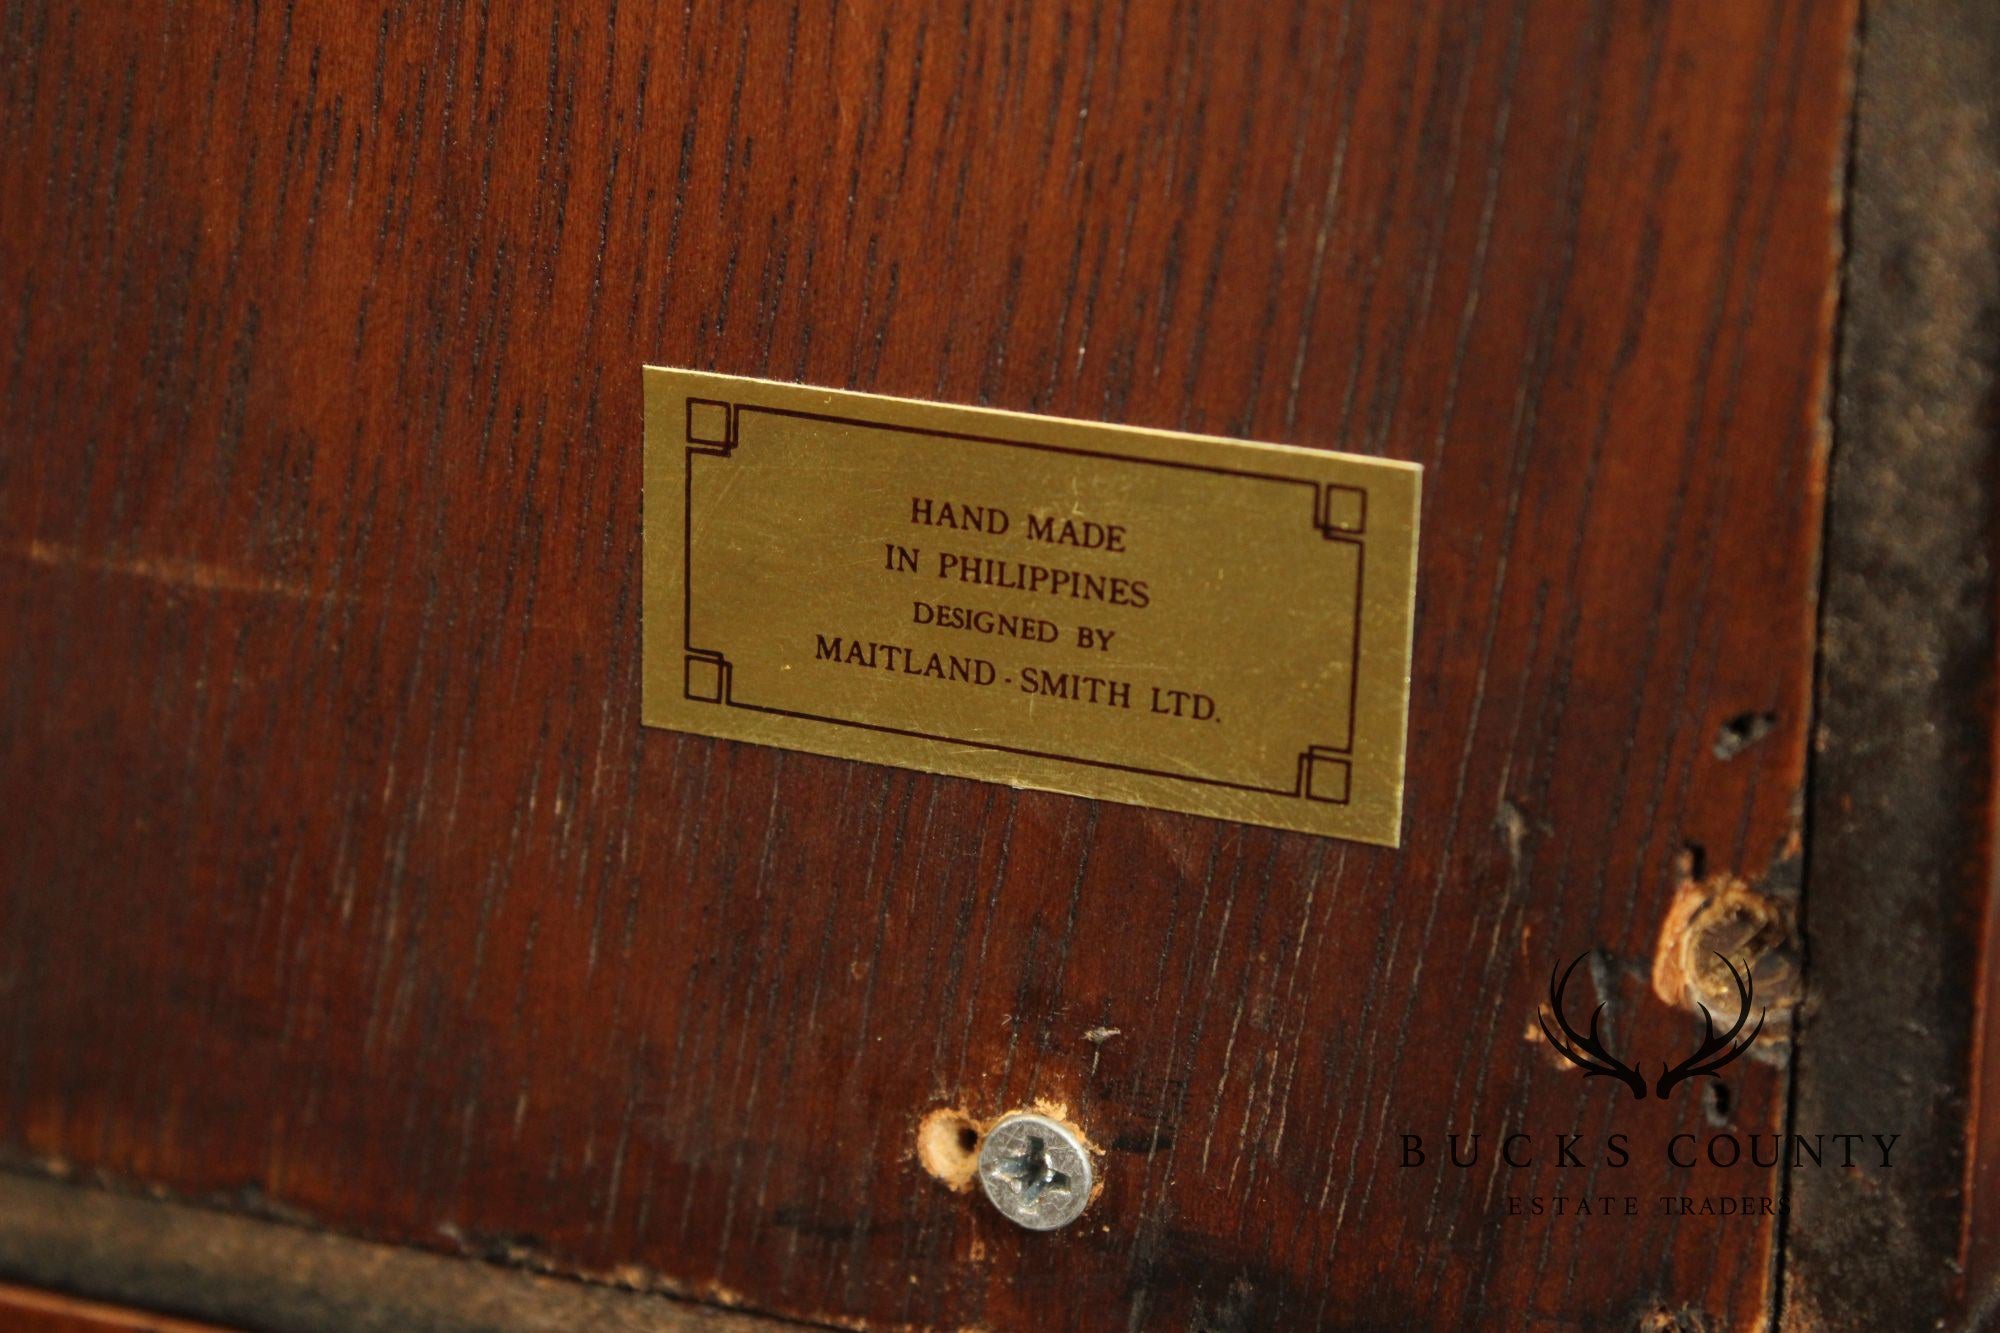 HAND MADE
IN PHILIPPINES
DESIGNED BY
MAITLAND - SMITH LTD.
BUCKS COUNTY
ESTATE TRADERS